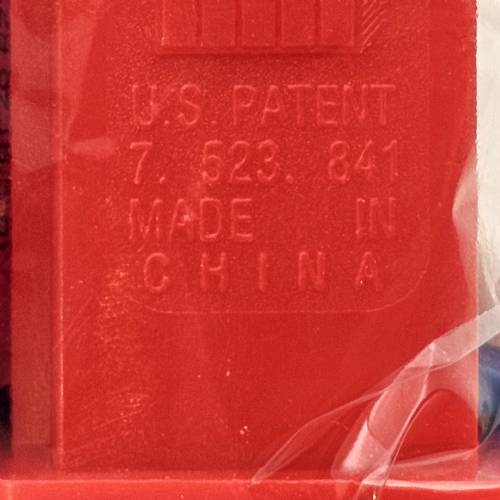 U.S. PATENT
7. 523. 841
MADE IN
CHINA